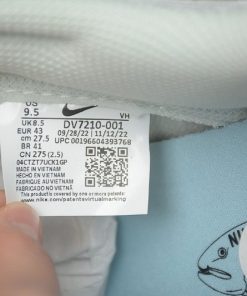 US
9.5 VH
UK 8.5 DV7210-001
EUR 43 09/28/22 | 11/12/22
cm 27.5 UPC 00196604393768
BR 41
CN 275 (2.5)
04CTZT7UCK1GP
MADE IN VIETNAM
HECHO EN VIETNAM
FABRIQUE AU VIETNAM
FABRICADO NO VIETNÃ
This product is covered by one
or more patents. See
www.nike.com/patentsvirtualmarking